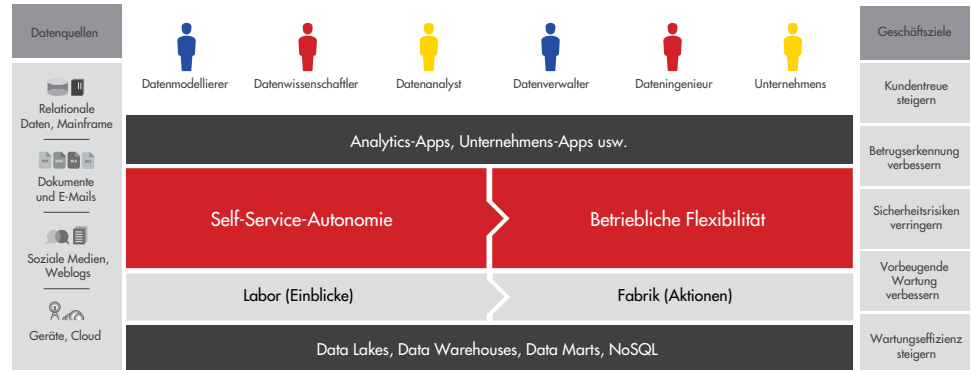 Datenquellen
Relationale
Daten, Mainframe
Dokumente
und E-Mails
Soziale Medien,
Weblogs
Geräte, Cloud
Datenmodellierer
Datenwissenschaftler
Datenanalyst
Datenverwalter
Dateningenieur
Unternehmens
Analytics-Apps, Unternehmens-Apps usw.
Self-Service-Autonomie
Betriebliche Flexibilität
Labor (Einblicke)
Fabrik (Aktionen)
Data Lakes, Data Warehouses, Data Marts, NoSQL
Geschäftsziele
Kundentreue
steigern
Betrugserkennung
verbessern
Sicherheitsrisiken
verringern
Vorbeugende
Wartung
verbessern
Wartungseffizienz
steigern